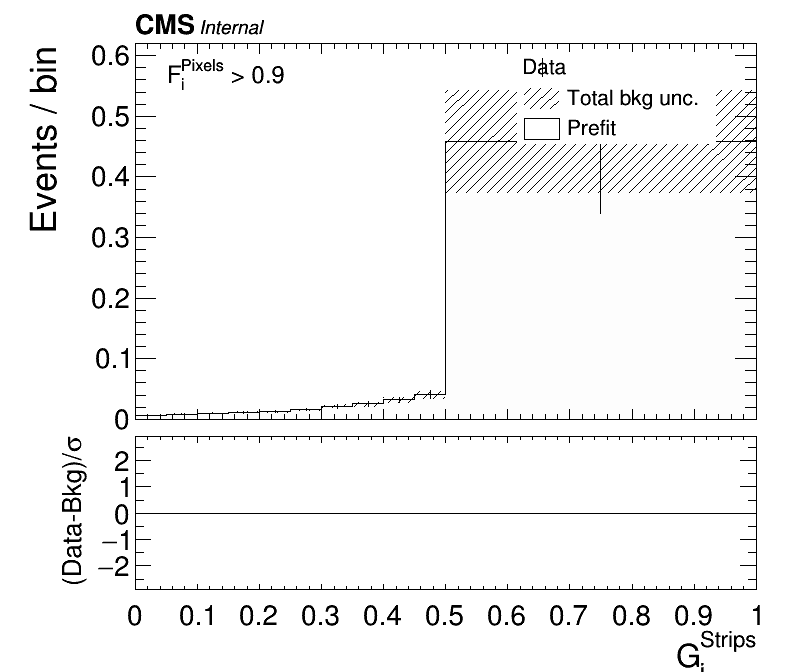 CMS Internal
F_i^Pixels > 0.9
Data
Total bkg unc.
Prefit
Events / bin
0.6
0.5
0.4
0.3
0.2
0.1
0
(Data-Bkg)/σ
2
1
0
−1
−2
0 0.1 0.2 0.3 0.4 0.5 0.6 0.7 0.8 0.9 1
G_i^Strips